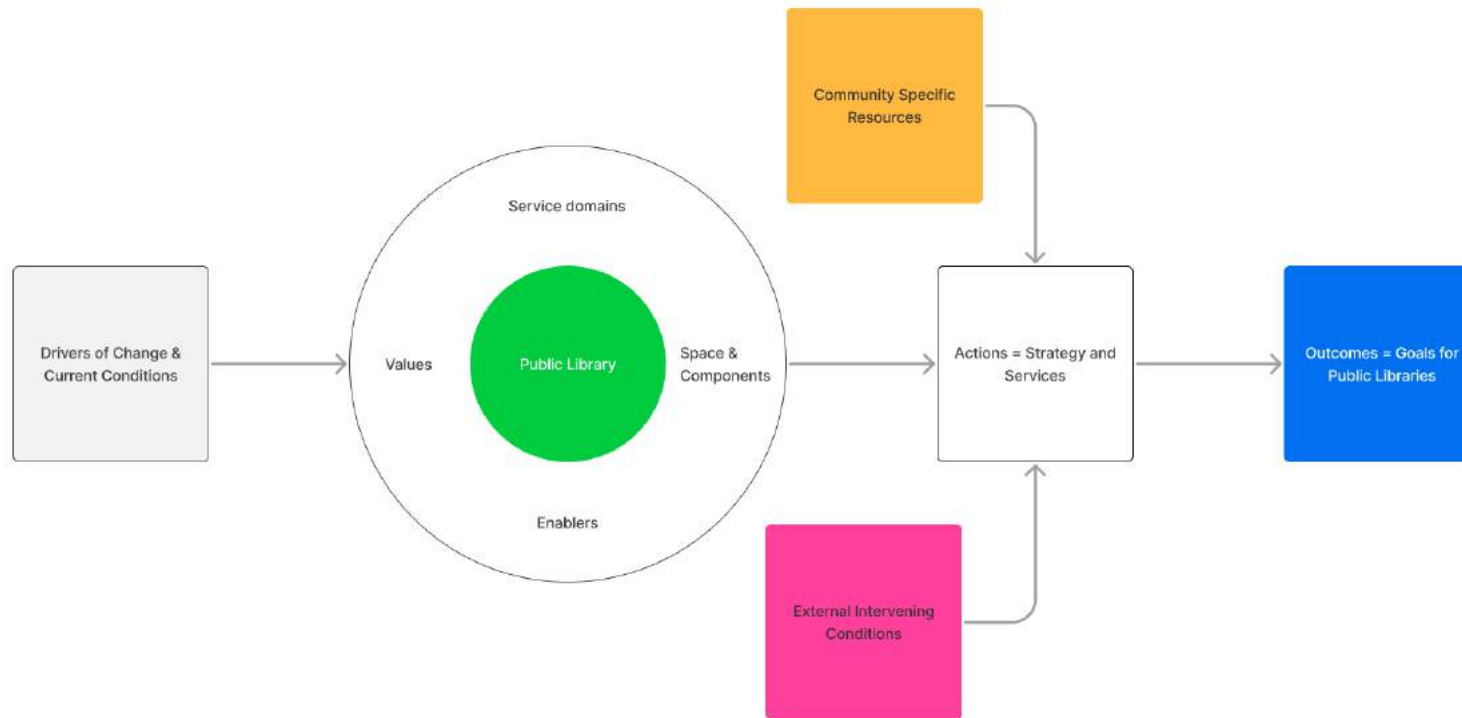 Community Specific
Resources
Service domains
Drivers of Change &
Current Conditions
Values
Public Library
Space &
Components
Actions = Strategy and
Services
Outcomes = Goals for
Public Libraries
Enablers
External Intervening
Conditions